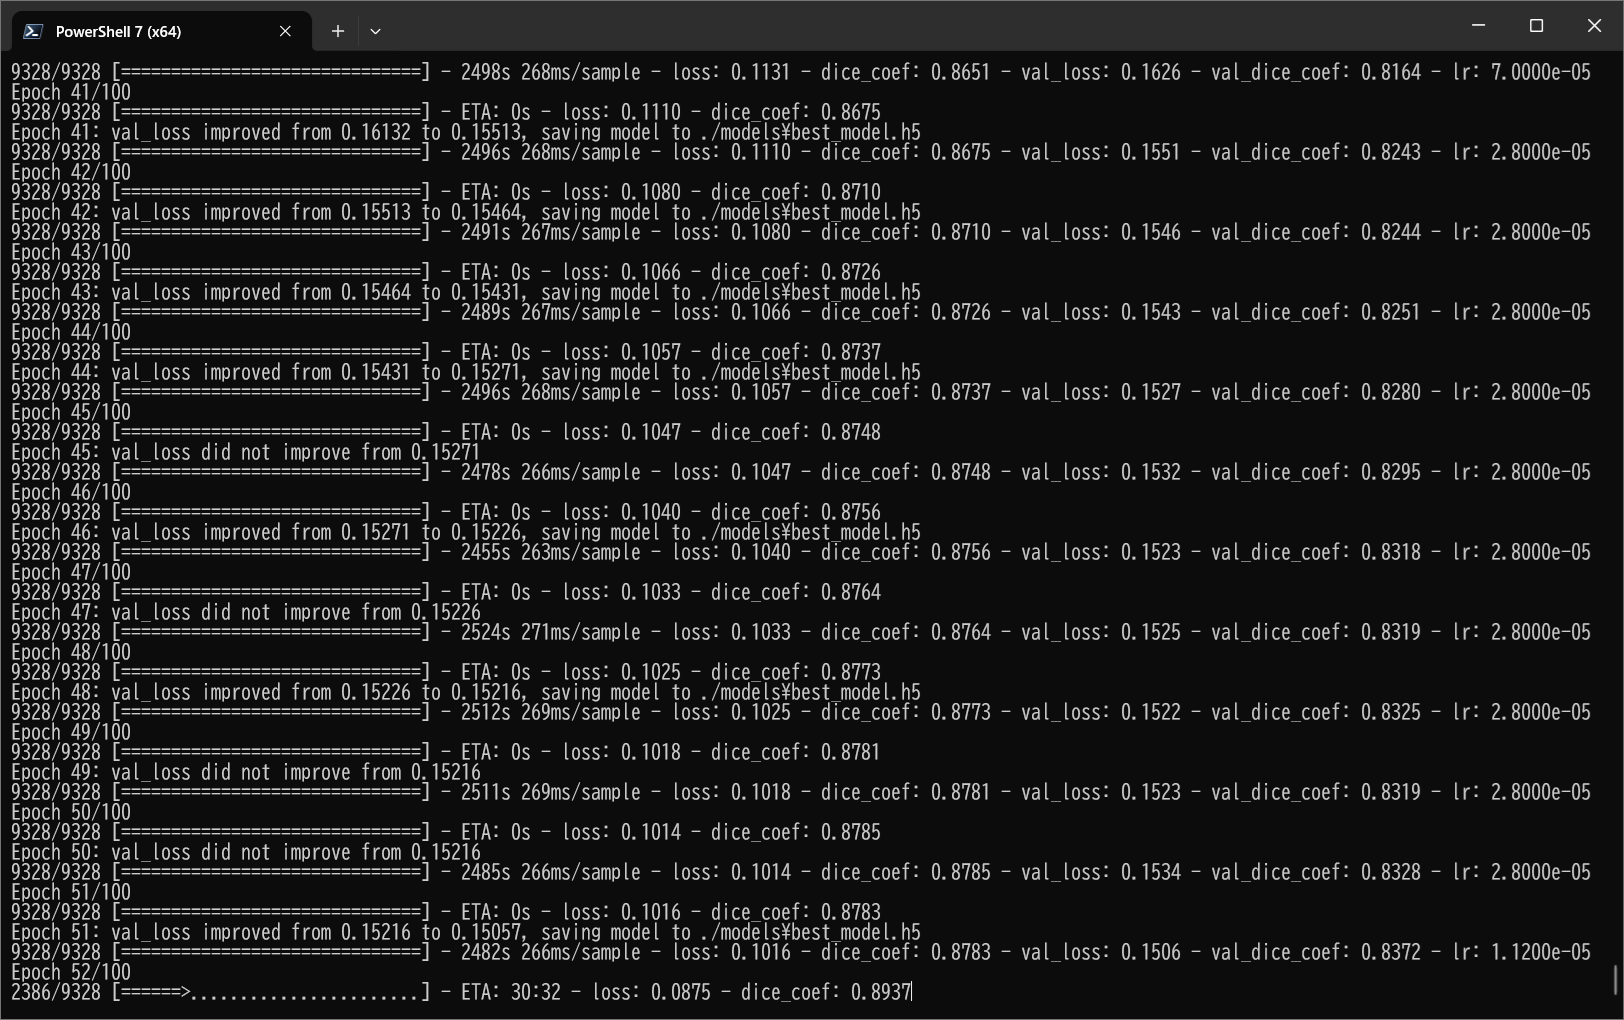 PowerShell 7 (x64)
9328/9328 [==============================] - 2498s 268ms/sample - loss: 0.1131 - dice_coef: 0.8651 - val_loss: 0.1626 - val_dice_coef: 0.8164 - lr: 7.0000e-05
Epoch 41/100
9328/9328 [==============================] - ETA: 0s - loss: 0.1110 - dice_coef: 0.8675
Epoch 41: val_loss improved from 0.16132 to 0.15513, saving model to ./models¥best_model.h5
9328/9328 [==============================] - 2496s 268ms/sample - loss: 0.1110 - dice_coef: 0.8675 - val_loss: 0.1551 - val_dice_coef: 0.8243 - lr: 2.8000e-05
Epoch 42/100
9328/9328 [==============================] - ETA: 0s - loss: 0.1080 - dice_coef: 0.8710
Epoch 42: val_loss improved from 0.15513 to 0.15464, saving model to ./models¥best_model.h5
9328/9328 [==============================] - 2491s 267ms/sample - loss: 0.1080 - dice_coef: 0.8710 - val_loss: 0.1546 - val_dice_coef: 0.8244 - lr: 2.8000e-05
Epoch 43/100
9328/9328 [==============================] - ETA: 0s - loss: 0.1066 - dice_coef: 0.8726
Epoch 43: val_loss improved from 0.15464 to 0.15431, saving model to ./models¥best_model.h5
9328/9328 [==============================] - 2489s 267ms/sample - loss: 0.1066 - dice_coef: 0.8726 - val_loss: 0.1543 - val_dice_coef: 0.8251 - lr: 2.8000e-05
Epoch 44/100
9328/9328 [==============================] - ETA: 0s - loss: 0.1057 - dice_coef: 0.8737
Epoch 44: val_loss improved from 0.15431 to 0.15271, saving model to ./models¥best_model.h5
9328/9328 [==============================] - 2496s 268ms/sample - loss: 0.1057 - dice_coef: 0.8737 - val_loss: 0.1527 - val_dice_coef: 0.8280 - lr: 2.8000e-05
Epoch 45/100
9328/9328 [==============================] - ETA: 0s - loss: 0.1047 - dice_coef: 0.8748
Epoch 45: val_loss did not improve from 0.15271
9328/9328 [==============================] - 2478s 266ms/sample - loss: 0.1047 - dice_coef: 0.8748 - val_loss: 0.1532 - val_dice_coef: 0.8295 - lr: 2.8000e-05
Epoch 46/100
9328/9328 [==============================] - ETA: 0s - loss: 0.1040 - dice_coef: 0.8756
Epoch 46: val_loss improved from 0.15271 to 0.15226, saving model to ./models¥best_model.h5
9328/9328 [==============================] - 2455s 263ms/sample - loss: 0.1040 - dice_coef: 0.8756 - val_loss: 0.1523 - val_dice_coef: 0.8318 - lr: 2.8000e-05
Epoch 47/100
9328/9328 [==============================] - ETA: 0s - loss: 0.1033 - dice_coef: 0.8764
Epoch 47: val_loss did not improve from 0.15226
9328/9328 [==============================] - 2524s 271ms/sample - loss: 0.1033 - dice_coef: 0.8764 - val_loss: 0.1525 - val_dice_coef: 0.8319 - lr: 2.8000e-05
Epoch 48/100
9328/9328 [==============================] - ETA: 0s - loss: 0.1025 - dice_coef: 0.8773
Epoch 48: val_loss improved from 0.15226 to 0.15216, saving model to ./models¥best_model.h5
9328/9328 [==============================] - 2512s 269ms/sample - loss: 0.1025 - dice_coef: 0.8773 - val_loss: 0.1522 - val_dice_coef: 0.8325 - lr: 2.8000e-05
Epoch 49/100
9328/9328 [==============================] - ETA: 0s - loss: 0.1018 - dice_coef: 0.8781
Epoch 49: val_loss did not improve from 0.15216
9328/9328 [==============================] - 2511s 269ms/sample - loss: 0.1018 - dice_coef: 0.8781 - val_loss: 0.1523 - val_dice_coef: 0.8319 - lr: 2.8000e-05
Epoch 50/100
9328/9328 [==============================] - ETA: 0s - loss: 0.1014 - dice_coef: 0.8785
Epoch 50: val_loss did not improve from 0.15216
9328/9328 [==============================] - 2485s 266ms/sample - loss: 0.1014 - dice_coef: 0.8785 - val_loss: 0.1534 - val_dice_coef: 0.8328 - lr: 2.8000e-05
Epoch 51/100
9328/9328 [==============================] - ETA: 0s - loss: 0.1016 - dice_coef: 0.8783
Epoch 51: val_loss improved from 0.15216 to 0.15057, saving model to ./models¥best_model.h5
9328/9328 [==============================] - 2482s 266ms/sample - loss: 0.1016 - dice_coef: 0.8783 - val_loss: 0.1506 - val_dice_coef: 0.8372 - lr: 1.1200e-05
Epoch 52/100
2386/9328 [======>.......................] - ETA: 30:32 - loss: 0.0875 - dice_coef: 0.8937